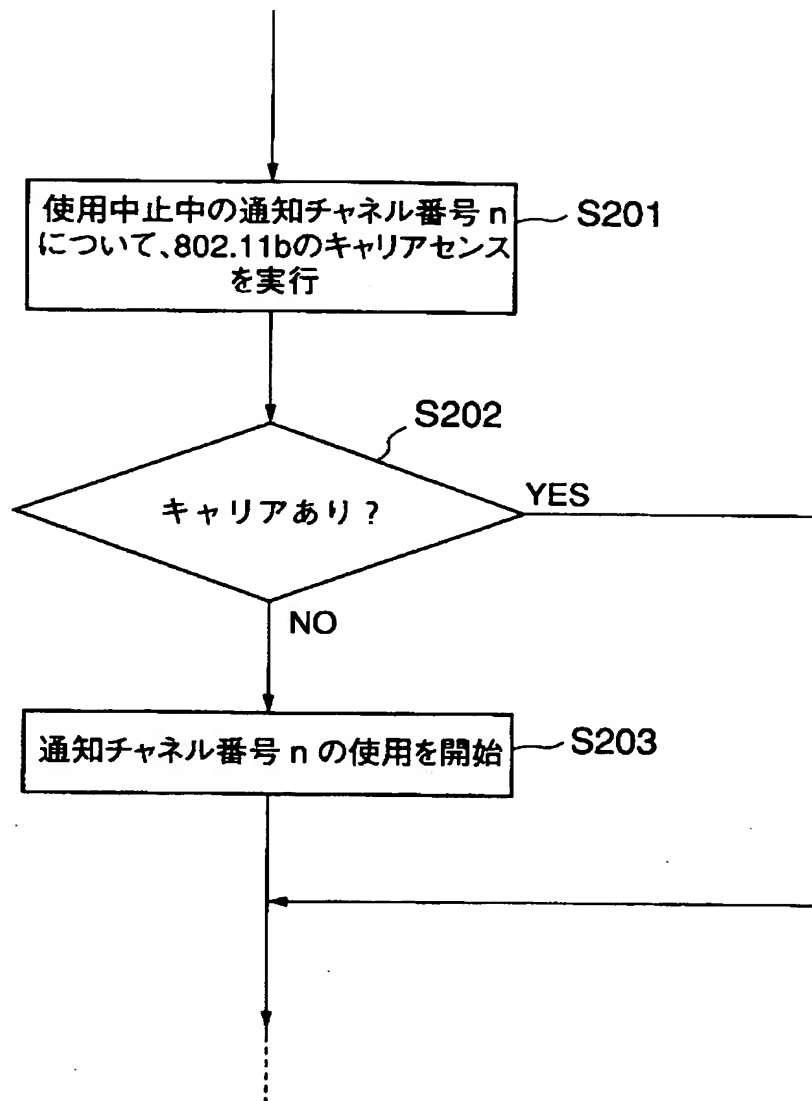 使用中止中の通知チャネル番号 n
について、802.11bのキャリアセンス
を実行
S201
S202
キャリアあり?
YES
NO
通知チャネル番号 n の使用を開始
S203